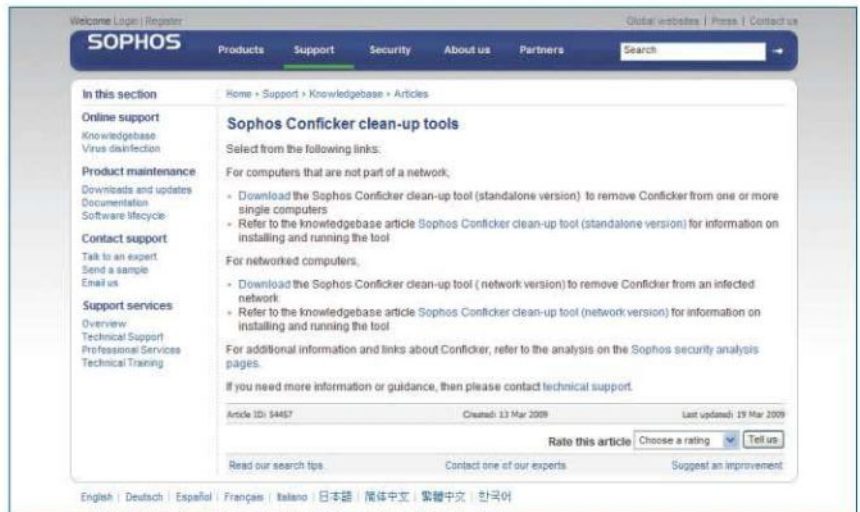 Welcome Login | Register
Global websites | Press | Contact us
SOPHOS
Products Support Security About us Partners
Search
In this section
Home › Support › Knowledgebase › Articles
Online support
Knowledgebase
Virus disinfection
Product maintenance
Downloads and updates
Documentation
Software lifecycle
Contact support
Talk to an expert
Send a sample
Email us
Support services
Overview
Technical Support
Professional Services
Technical Training
Sophos Conficker clean-up tools
Select from the following links:
For computers that are not part of a network,
Download the Sophos Conficker clean-up tool (standalone version) to remove Conficker from one or more
single computers
Refer to the knowledgebase article Sophos Conficker clean-up tool (standalone version) for information on
installing and running the tool
For networked computers,
Download the Sophos Conficker clean-up tool ( network version) to remove Conficker from an infected
network
Refer to the knowledgebase article Sophos Conficker clean-up tool (network version) for information on
installing and running the tool
For additional information and links about Conficker, refer to the analysis on the Sophos security analysis
pages.
If you need more information or guidance, then please contact technical support.
Article ID: 54457
Created: 13 Mar 2009
Last updated: 19 Mar 2009
Rate this article Choose a rating Tell us
Read our search tips
Contact one of our experts
Suggest an improvement
English | Deutsch | Español | Français | Italiano | 日本語 | 简体中文 | 繁體中文 | 한국어